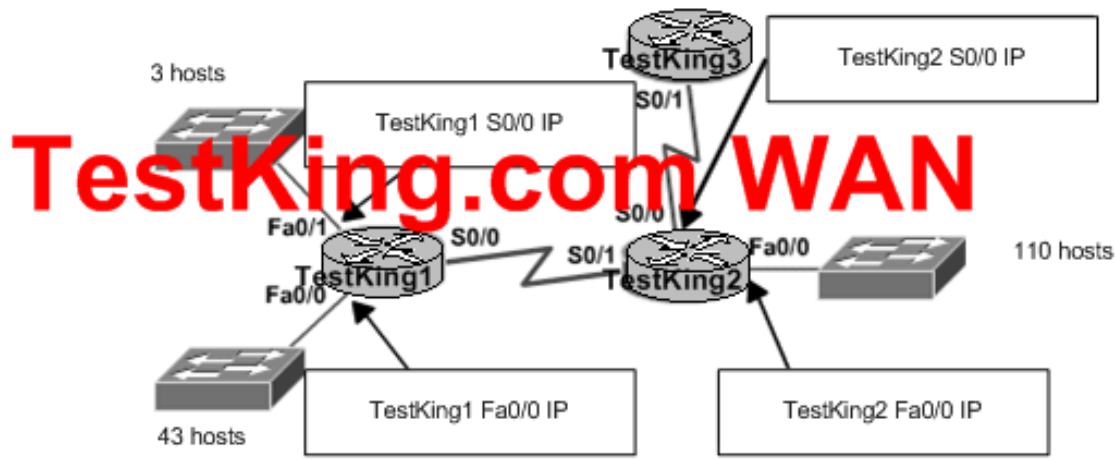 TestKing3
TestKing2 S0/0 IP
3 hosts
S0/1
TestKing1 S0/0 IP
TestKing.com WAN
S0/0
Fa0/1
S0/0
S0/1
Fa0/0
110 hosts
TestKing1
TestKing2
Fa0/0
TestKing1 Fa0/0 IP
TestKing2 Fa0/0 IP
43 hosts